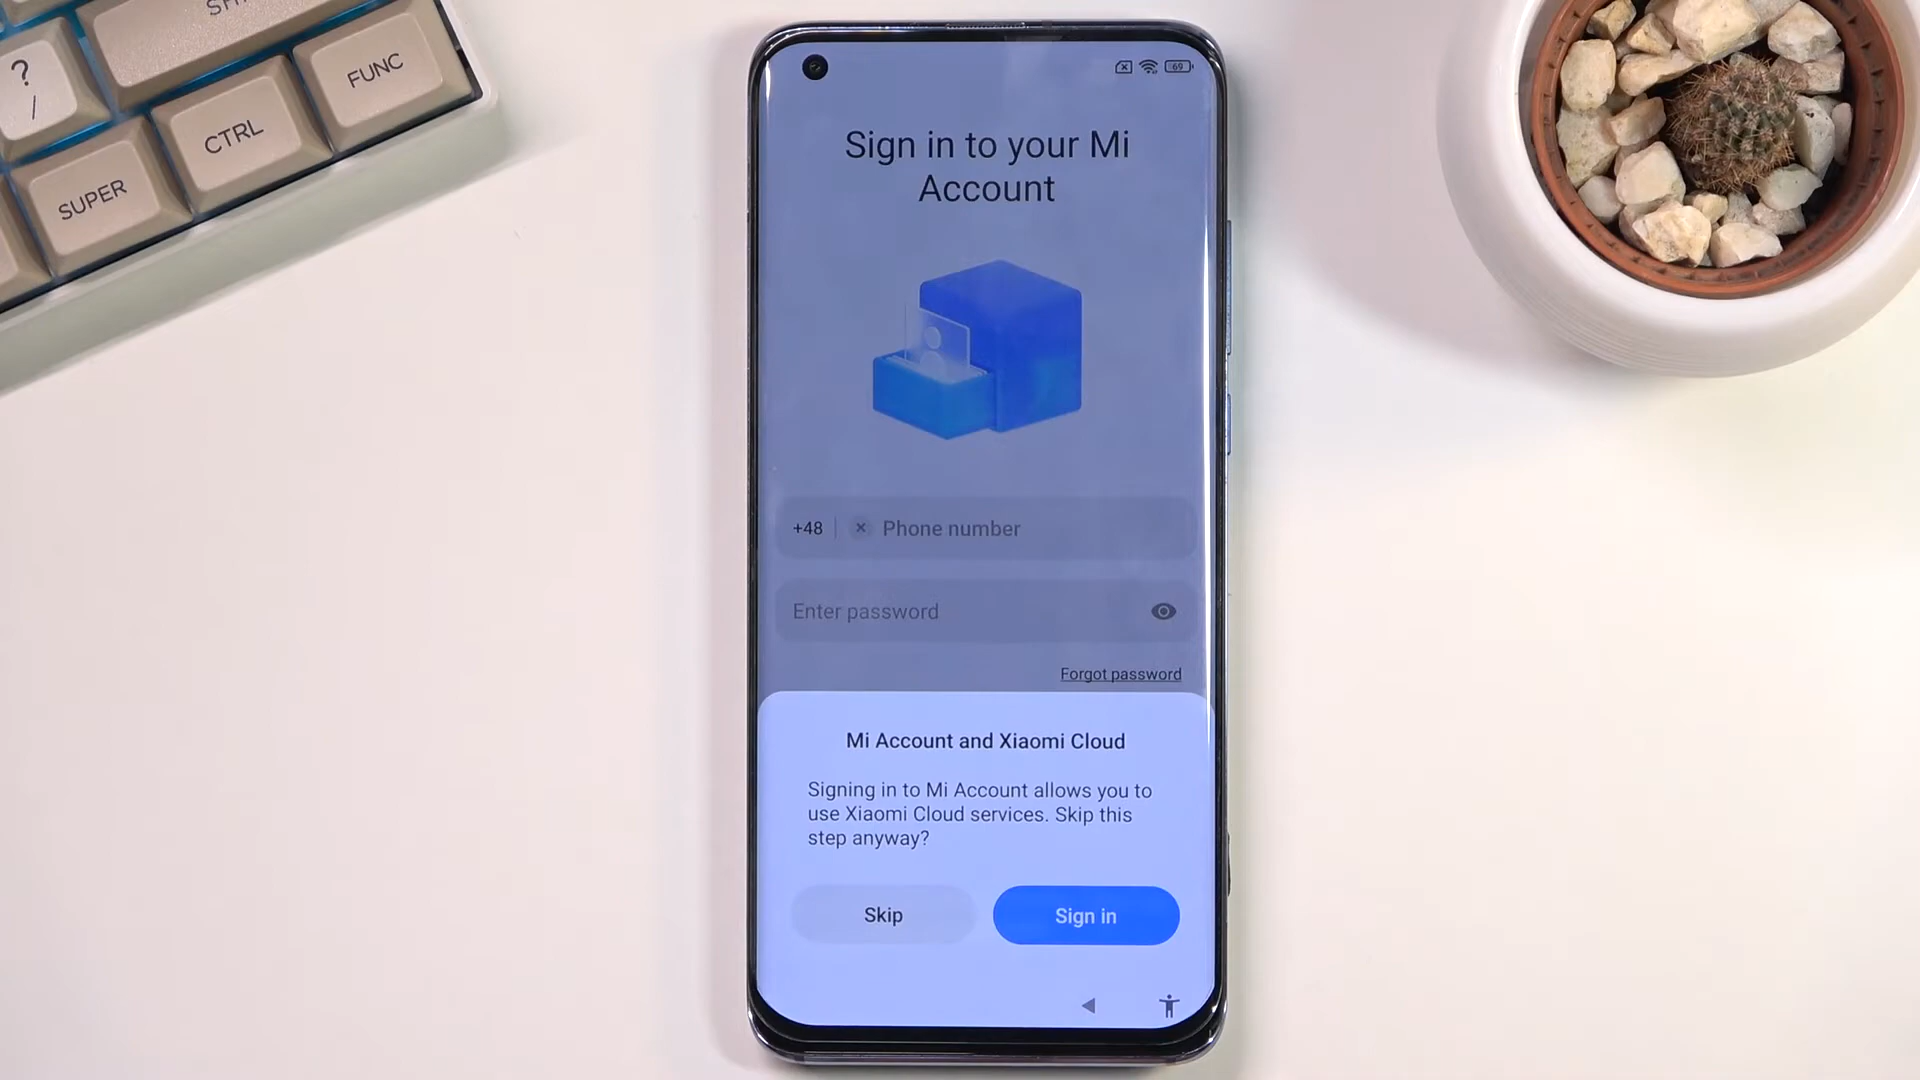 ?
/
FUNC
CTRL
SUPER
69
Sign in to your Mi
Account
+48
Phone number
Enter password
Forgot password
Mi Account and Xiaomi Cloud
Signing in to Mi Account allows you to
use Xiaomi Cloud services. Skip this
step anyway?
Skip
Sign in